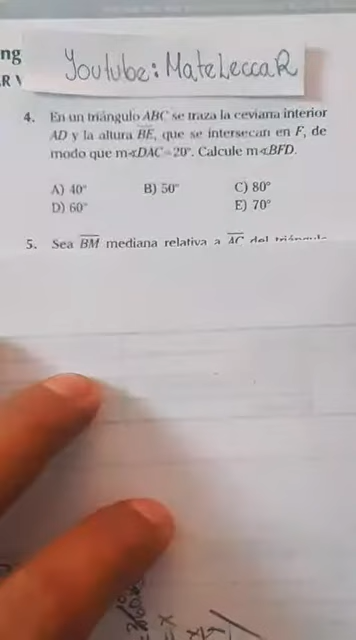 ng
R
Youtube: MateLeccaR
4. En un triángulo ABC se traza la ceviana interior
AD y la altura BE, que se intersecan en F, de
modo que m∢DAC=20°. Calcule m∢BFD.
A) 40° B) 50° C) 80°
D) 60° E) 70°
5. Sea BM mediana relativa a AC del